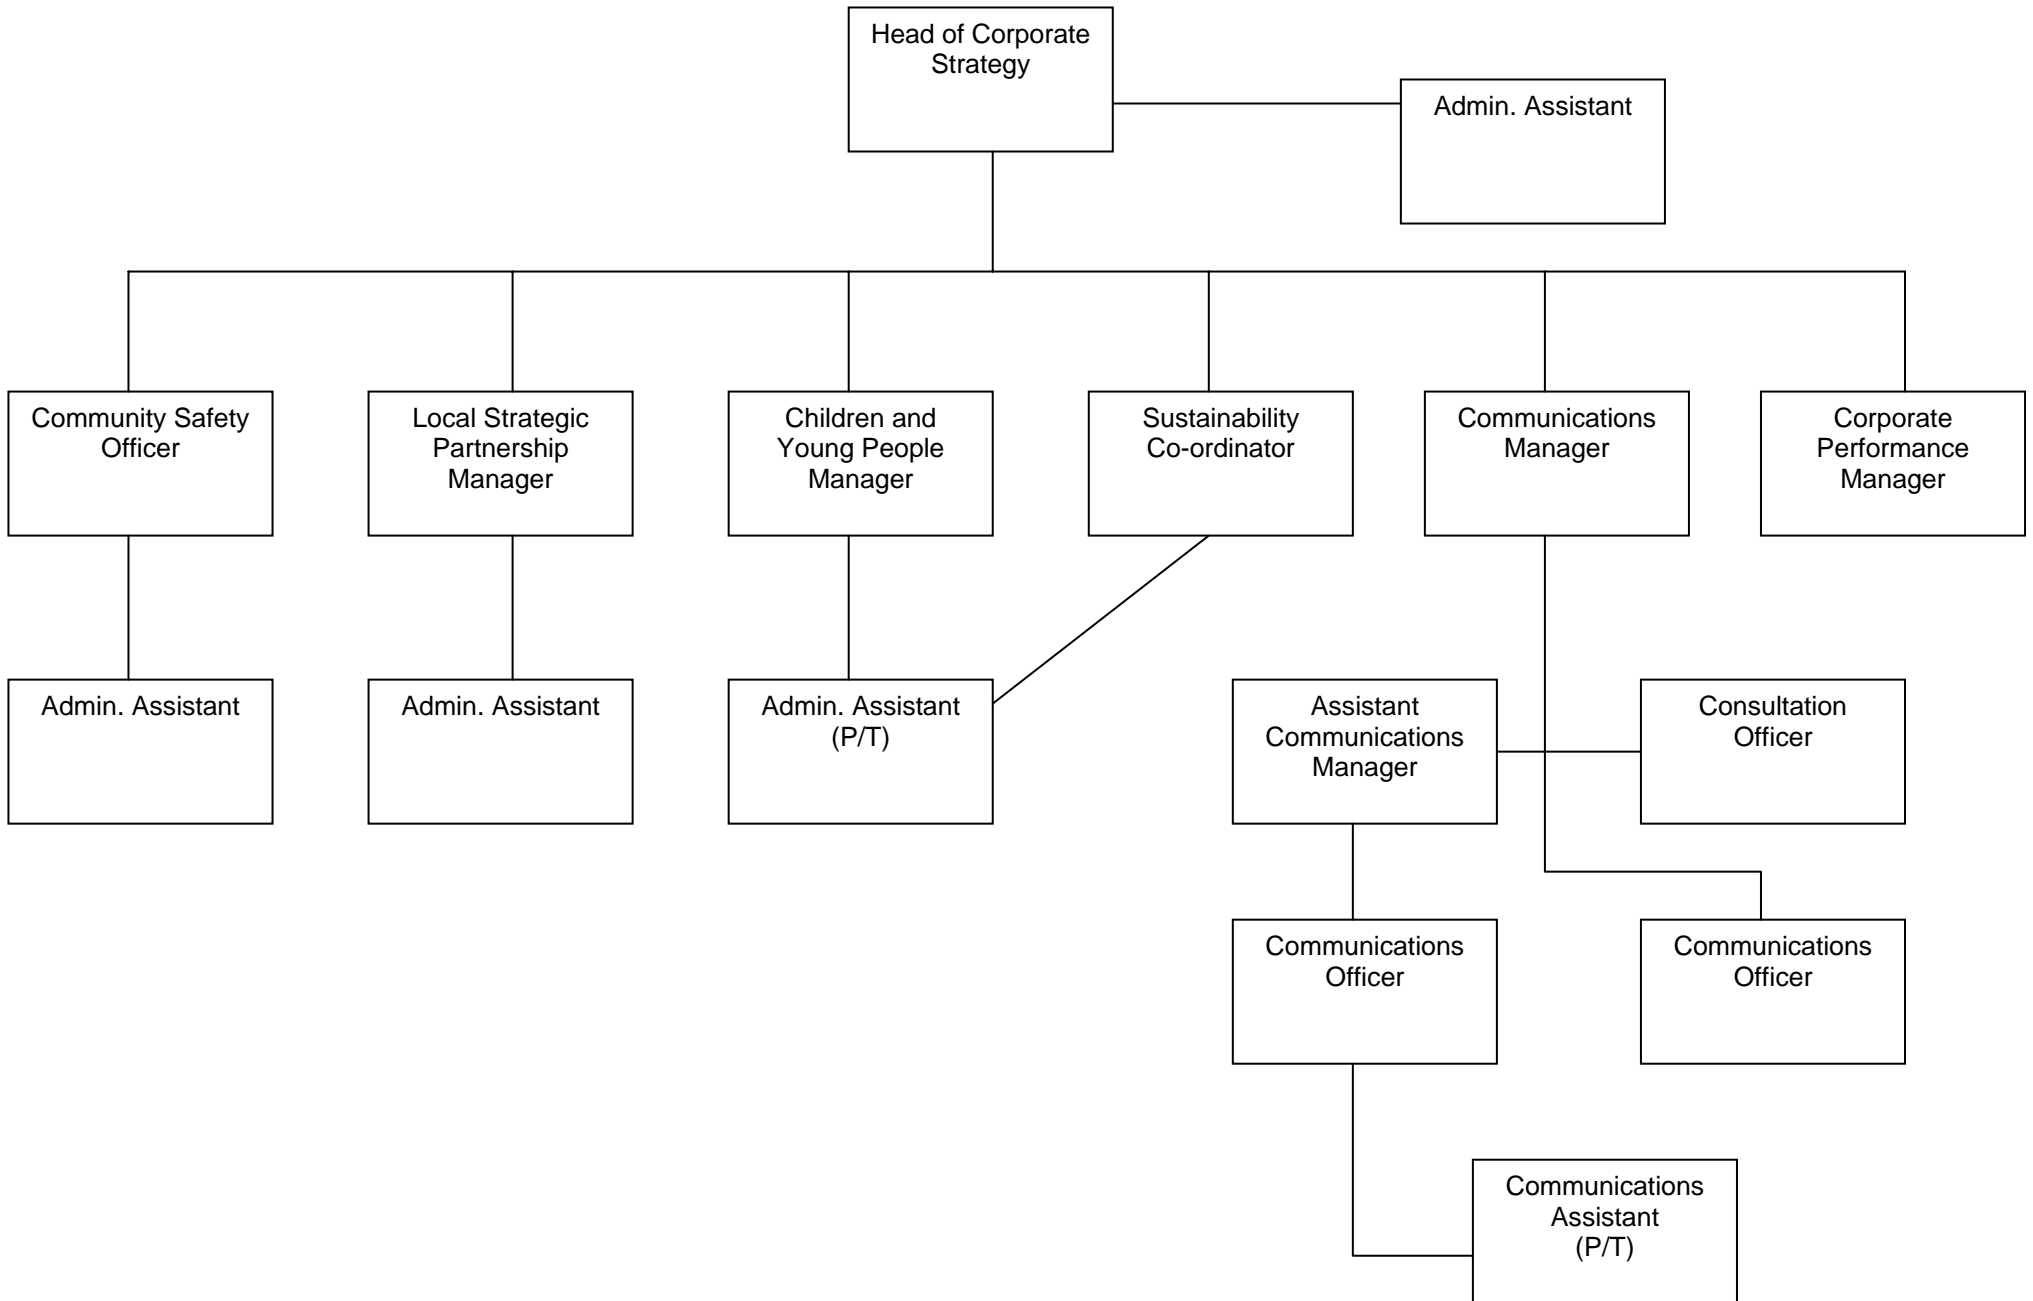 Head of Corporate
Strategy
Admin. Assistant
Community Safety
Officer
Local Strategic
Partnership
Manager
Children and
Young People
Manager
Sustainability
Co-ordinator
Communications
Manager
Corporate
Performance
Manager
Admin. Assistant
Admin. Assistant
Admin. Assistant
(P/T)
Assistant
Communications
Manager
Consultation
Officer
Communications
Officer
Communications
Officer
Communications
Assistant
(P/T)